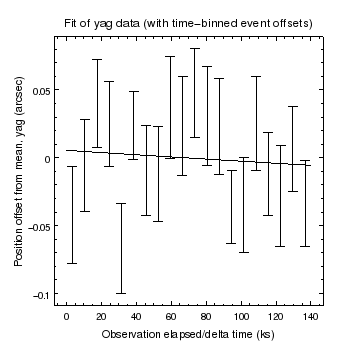 Fit of yag data (with time−binned event offsets)
Position offset from mean, yag (arcsec)
0.05
0
−0.05
−0.1
0 20 40 60 80 100 120 140
Observation elapsed/delta time (ks)